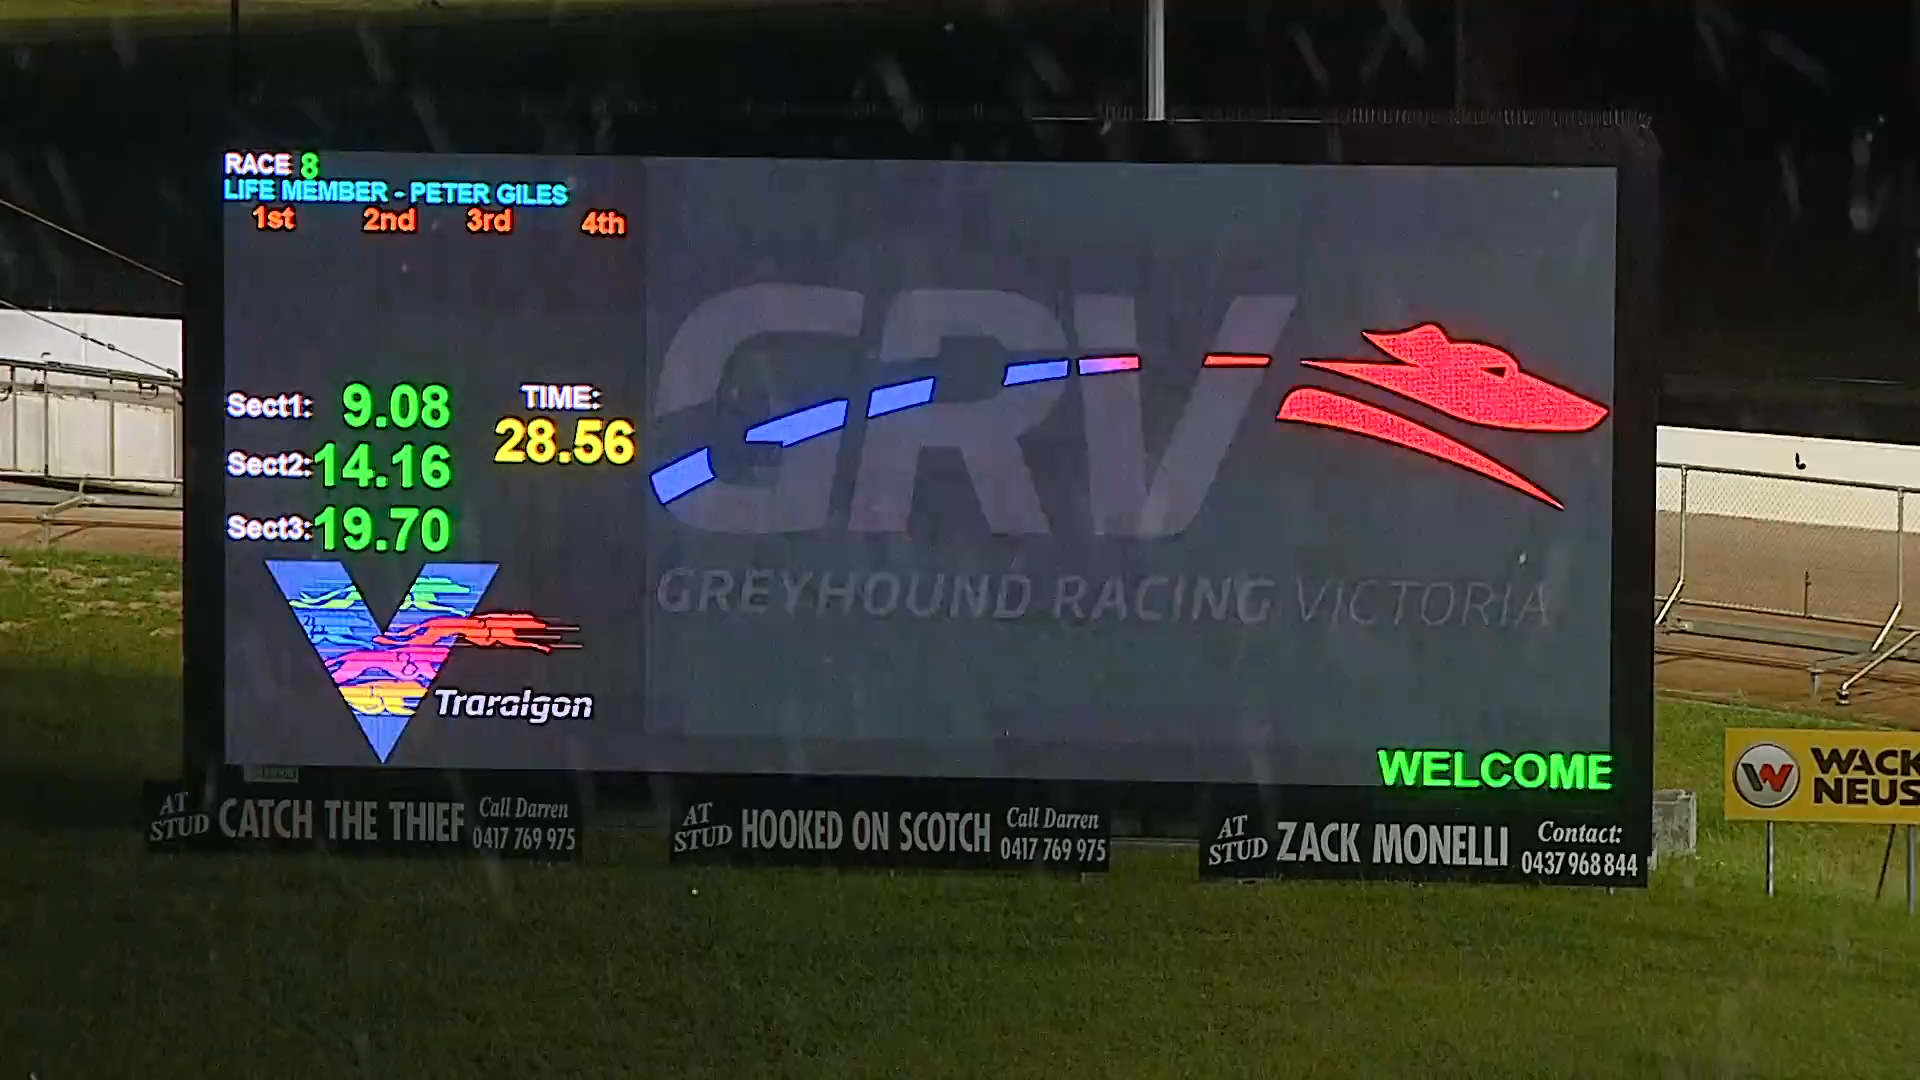 RACE 8
LIFE MEMBER - PETER GILES
1st 2nd 3rd 4th
Sect1: 9.08
TIME:
28.56
Sect2: 14.16
Sect3: 19.70
Traralgon
GRV
GREYHOUND RACING VICTORIA
WELCOME
AT STUD CATCH THE THIEF Call Darren 0417 769 975
AT STUD HOOKED ON SCOTCH Call Darren 0417 769 975
AT STUD ZACK MONELLI Contact: 0437 968 844
WACK
NEUS